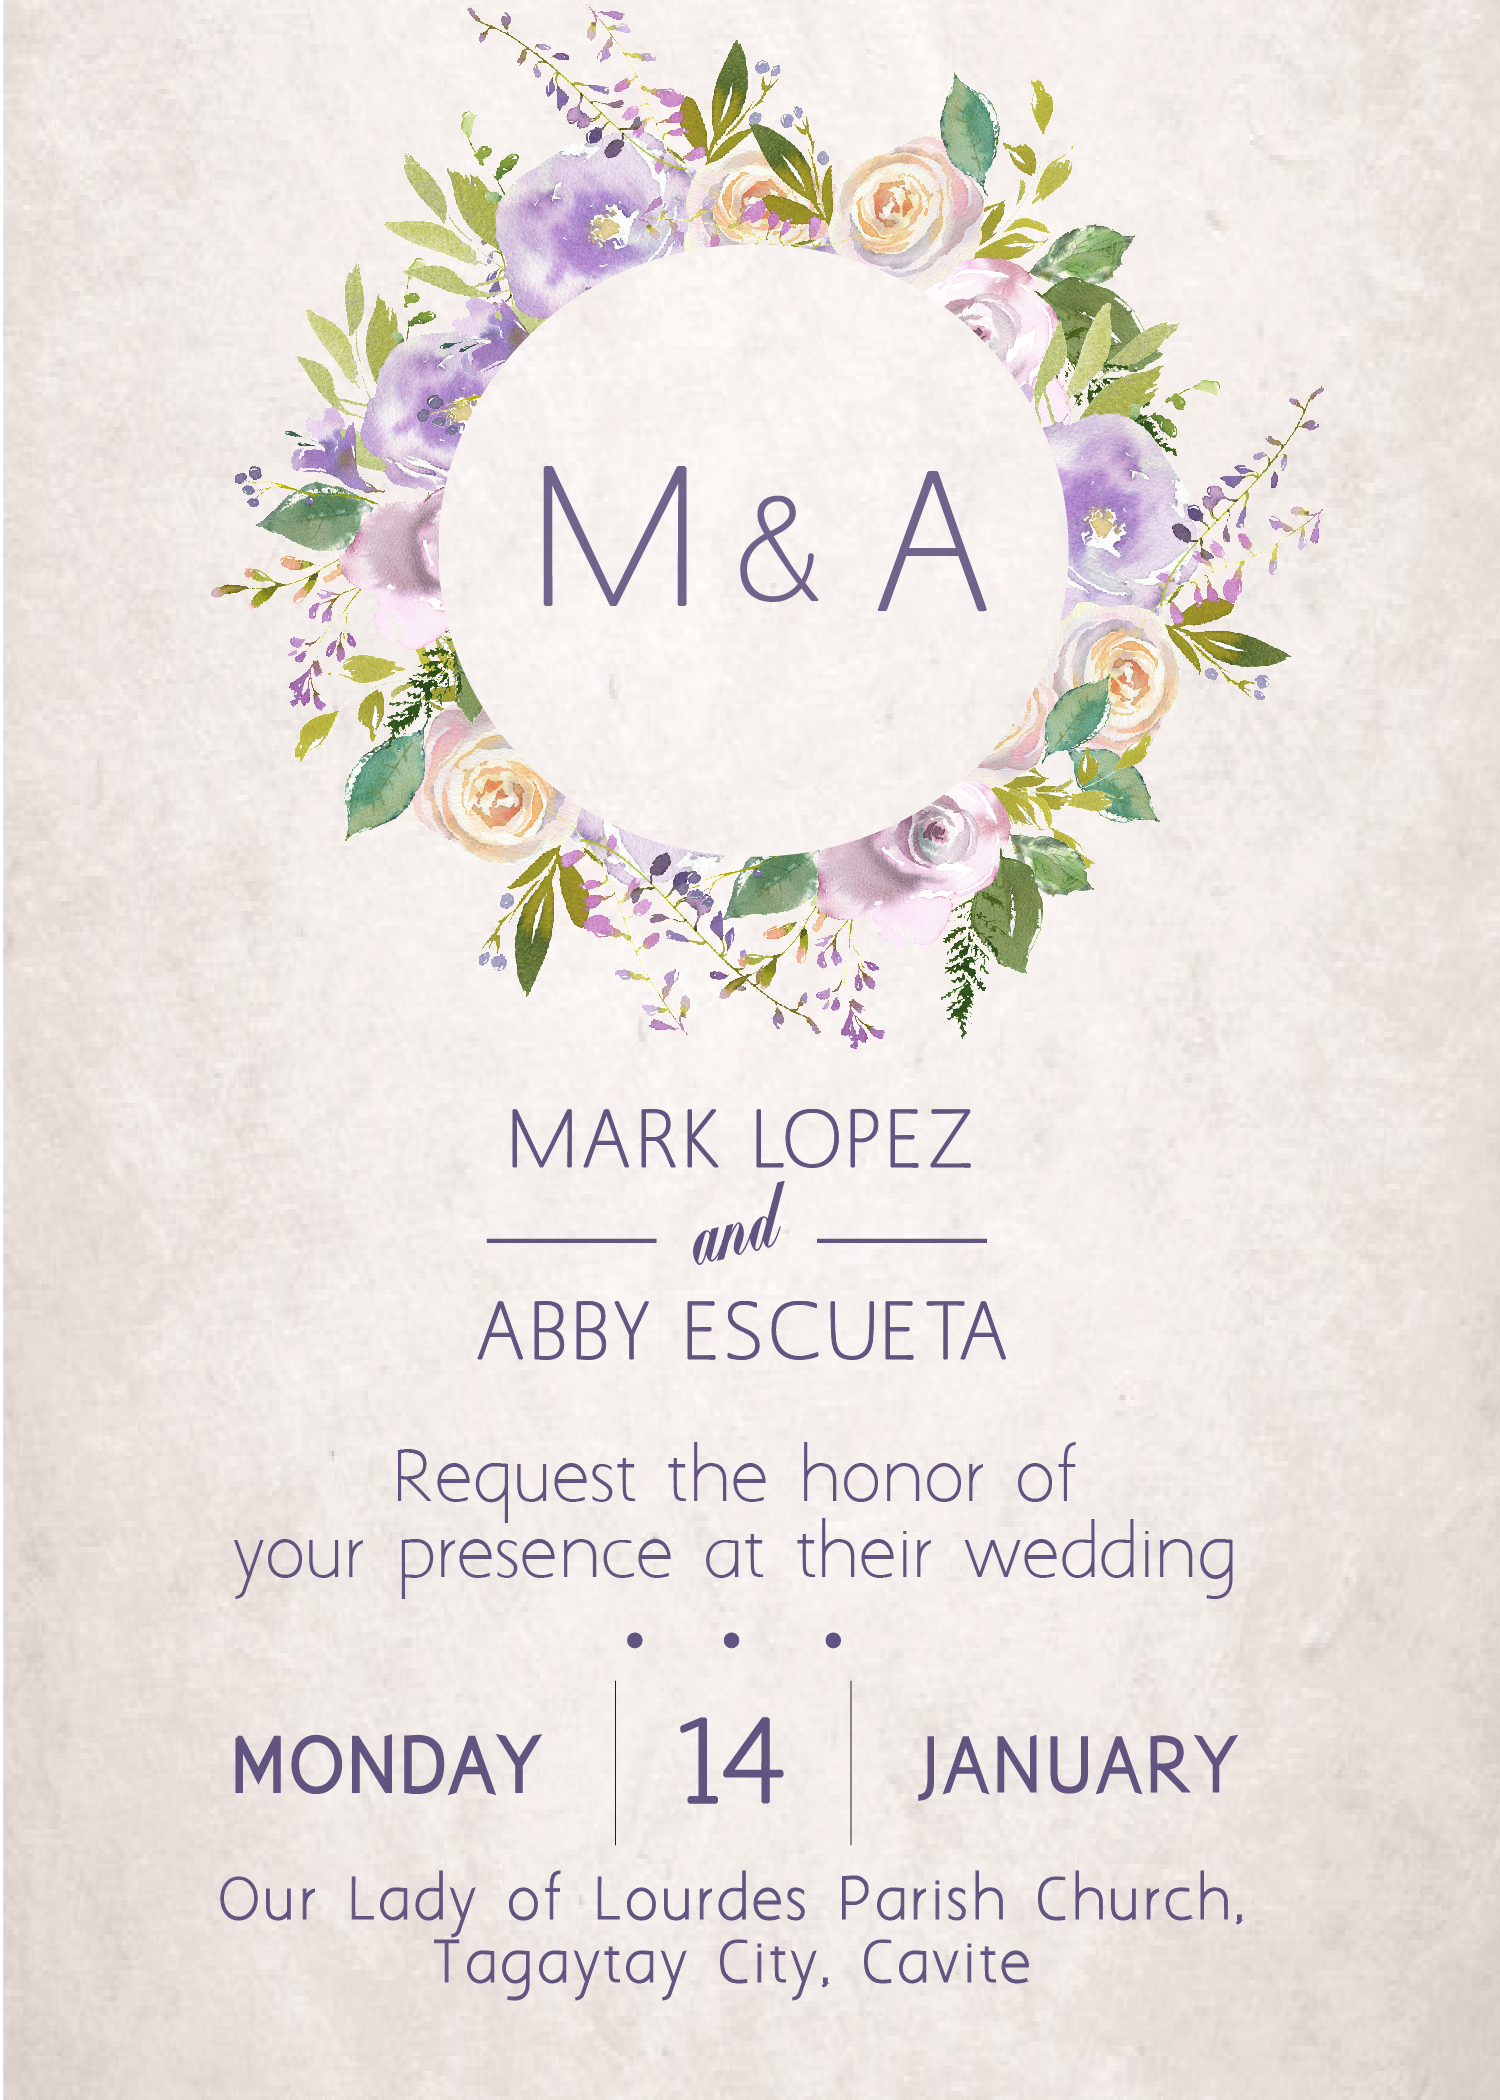 M & A
MARK LOPEZ
and
ABBY ESCUETA
Request the honor of
your presence at their wedding
MONDAY 14 JANUARY
Our Lady of Lourdes Parish Church,
Tagaytay City, Cavite